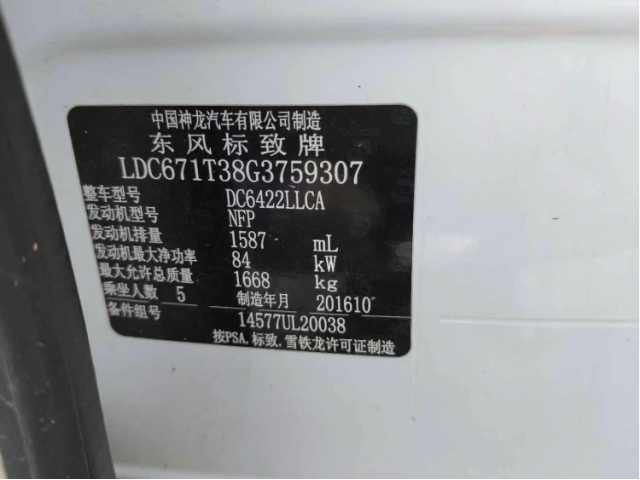 中国神龙汽车有限公司制造
东风标致牌
LDC671T38G3759307
整车型号 DC6422LLCA
发动机型号 NFP
发动机排量 1587 mL
发动机最大净功率 84 kW
最大允许总质量 1668 kg
乘坐人数 5 制造年月 201610
备件组号 14577UL20038
按PSA.标致.雪铁龙许可证制造